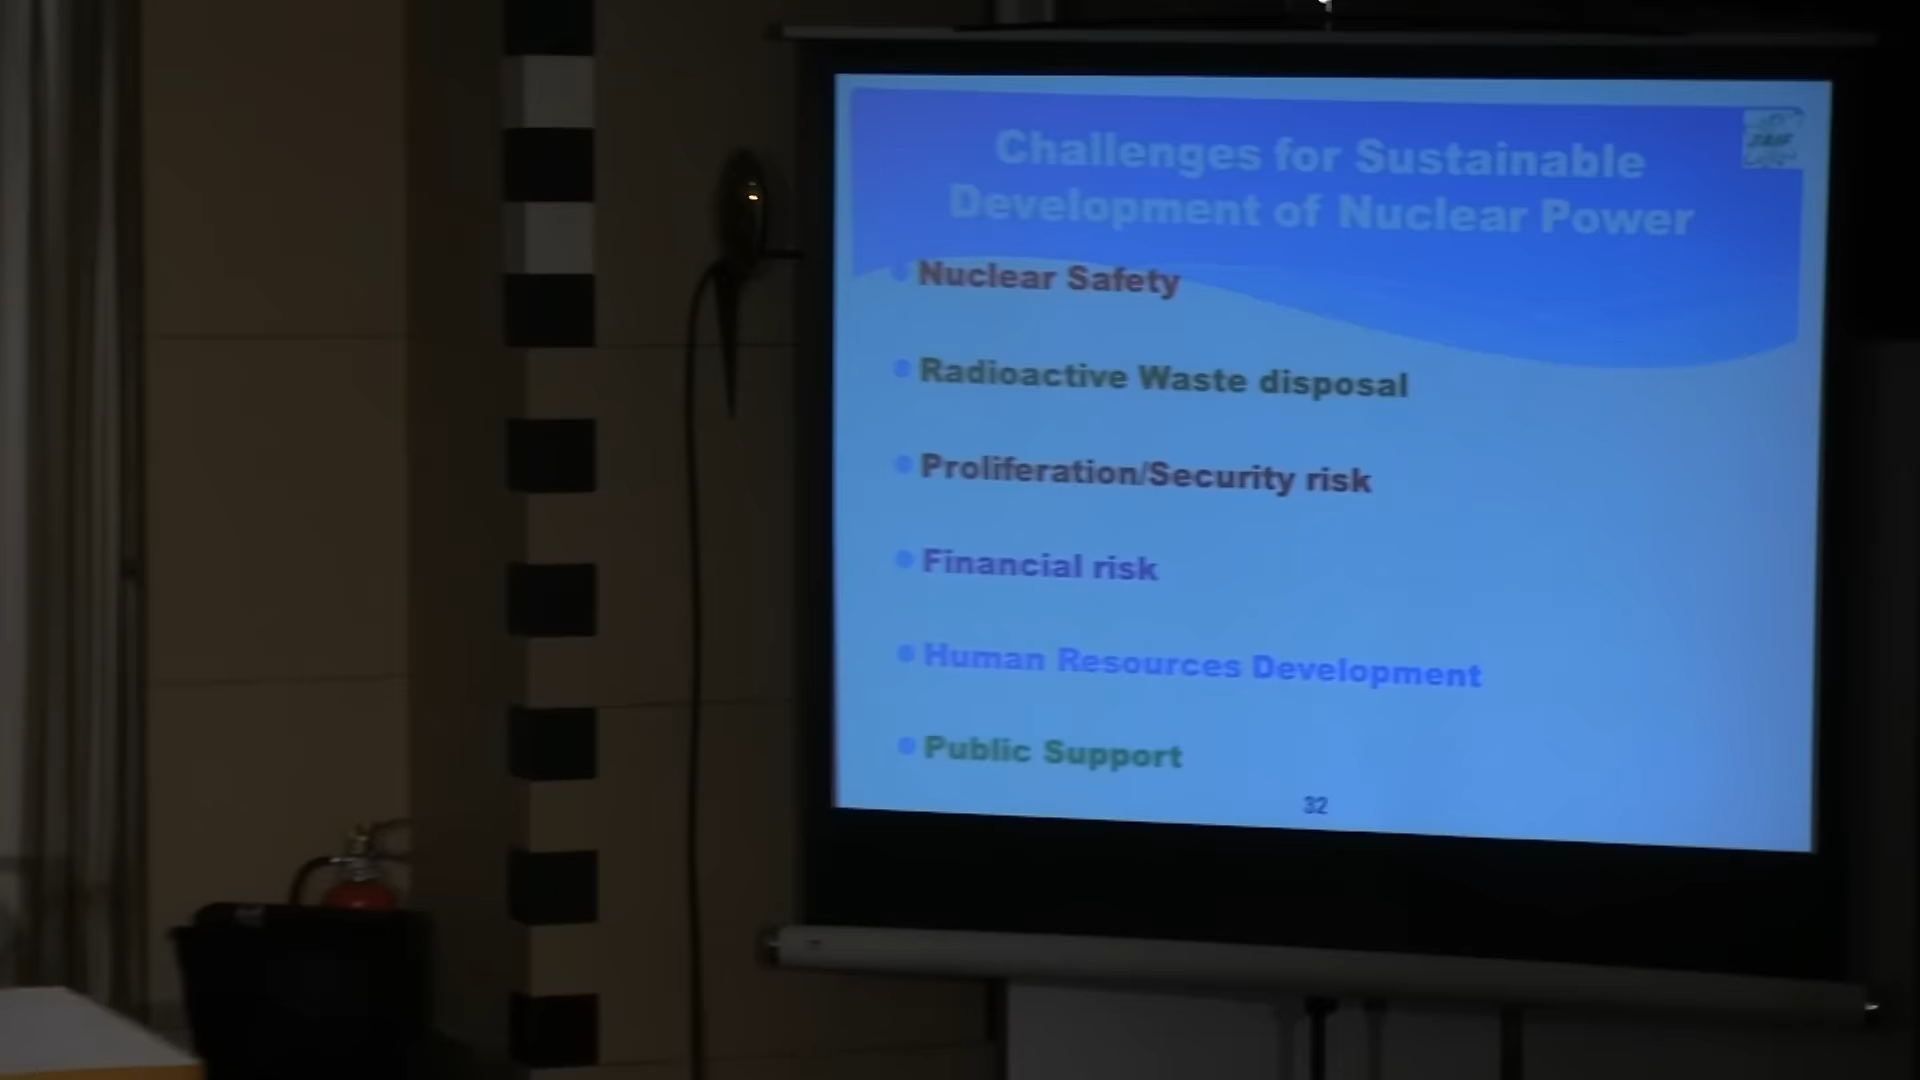 Challenges for Sustainable
Development of Nuclear Power
Nuclear Safety
Radioactive Waste disposal
Proliferation/Security risk
Financial risk
Human Resources Development
Public Support
32